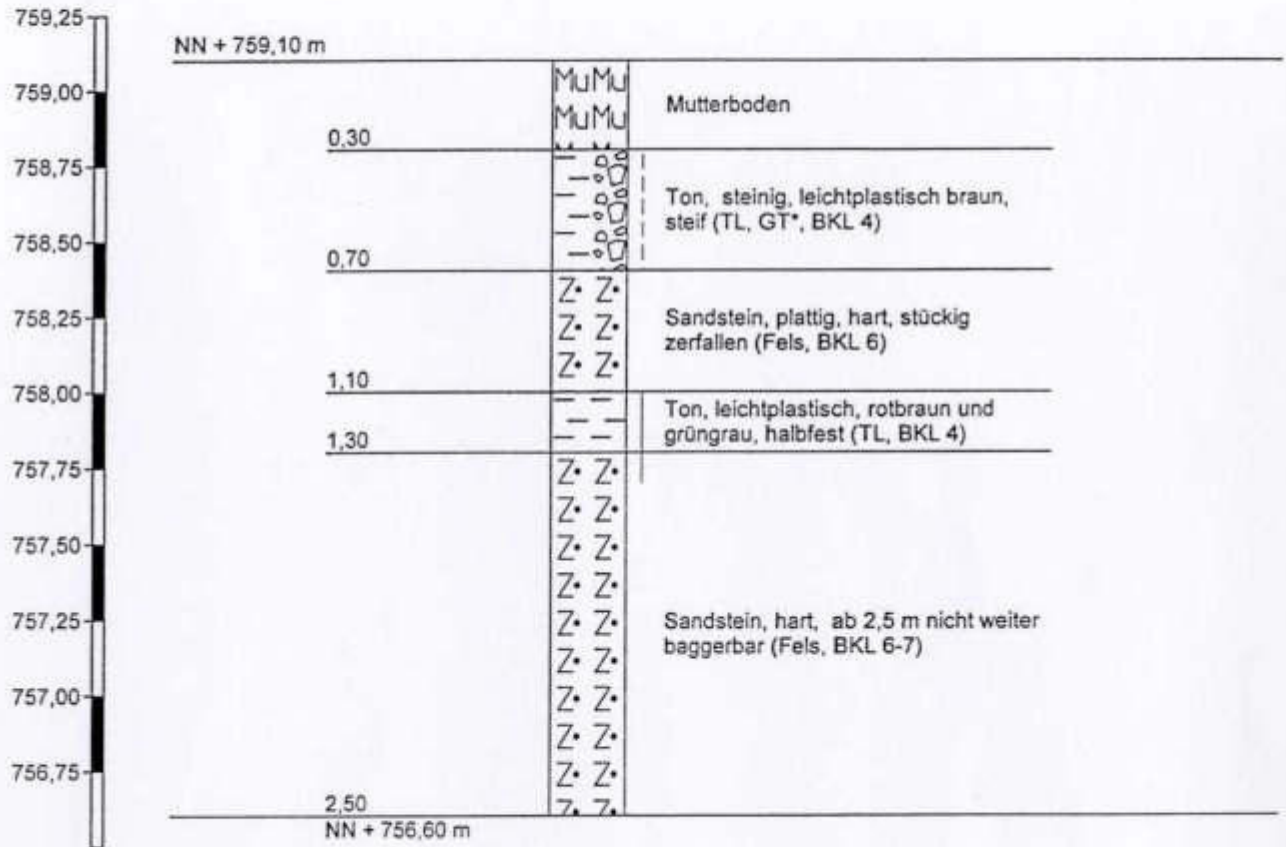 759,25
NN + 759,10 m
759,00
MuMu
MuMu
Mutterboden
0,30
758,75
Ton, steinig, leichtplastisch braun,
steif (TL, GT*, BKL 4)
758,50
0,70
Z· Z·
Z· Z·
Z· Z·
758,25
Sandstein, plattig, hart, stückig
zerfallen (Fels, BKL 6)
1,10
758,00
Ton, leichtplastisch, rotbraun und
grüngrau, halbfest (TL, BKL 4)
1,30
757,75
Z· Z·
Z· Z·
757,50
Z· Z·
Z· Z·
757,25
Z· Z·
Sandstein, hart, ab 2,5 m nicht weiter
baggerbar (Fels, BKL 6-7)
Z· Z·
757,00
Z· Z·
Z· Z·
756,75
Z· Z·
Z· Z·
2,50
NN + 756,60 m